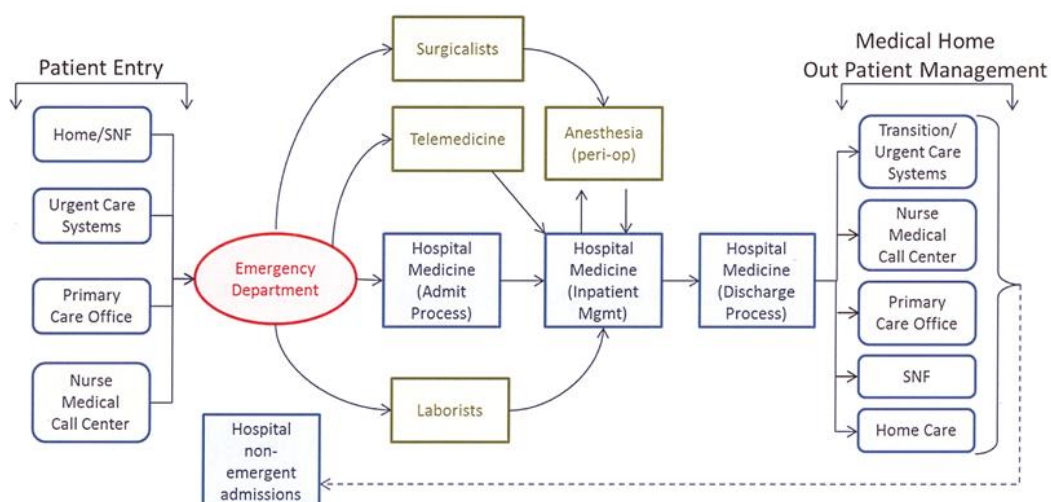 Patient Entry
Home/SNF
Urgent Care
Systems
Primary
Care Office
Nurse
Medical
Call Center
Emergency
Department
Surgicalists
Telemedicine
Anesthesia
(peri-op)
Hospital
Medicine
(Admit
Process)
Hospital
Medicine
(Inpatient
Mgmt)
Hospital
Medicine
(Discharge
Process)
Laborists
Hospital
non-
emergent
admissions
Medical Home
Out Patient Management
Transition/
Urgent Care
Systems
Nurse
Medical
Call Center
Primary
Care Office
SNF
Home Care